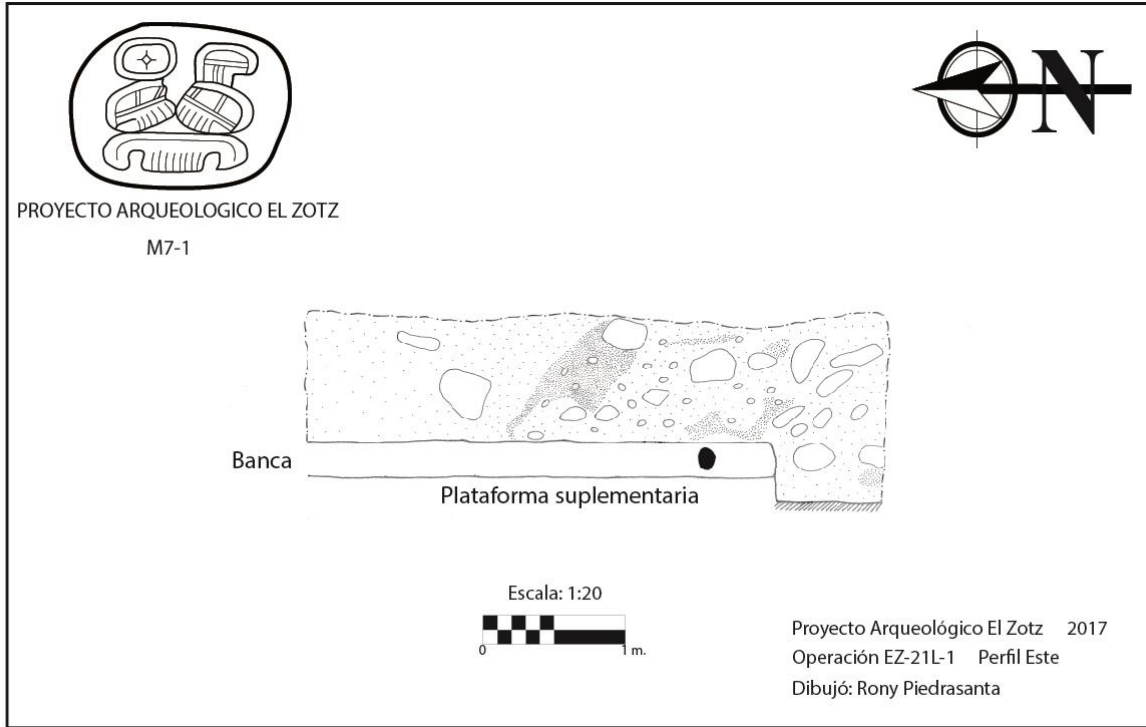 PROYECTO ARQUEOLOGICO EL ZOTZ
M7-1
N
Banca
Plataforma suplementaria
Escala: 1:20
0 1 m.
Proyecto Arqueológico El Zotz 2017
Operación EZ-21L-1 Perfil Este
Dibujó: Rony Piedrasanta